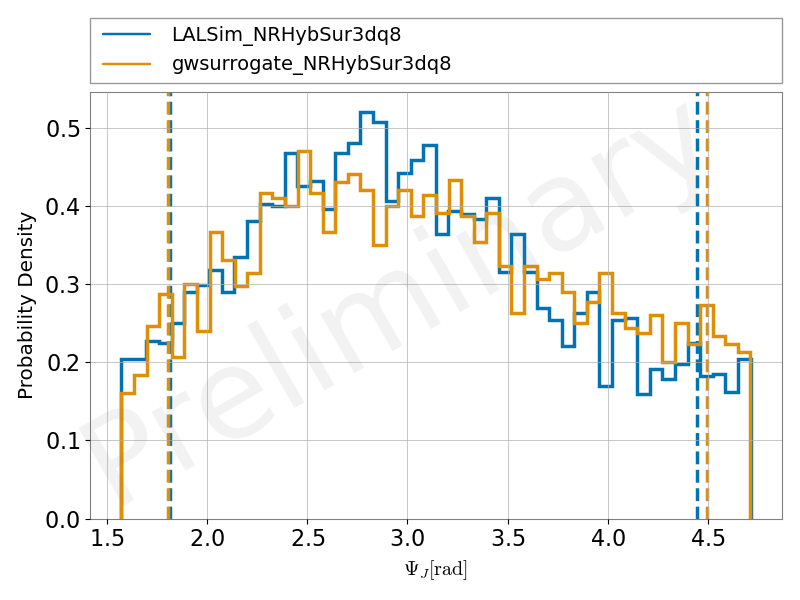 LALSim_NRHybSur3dq8
gwsurrogate_NRHybSur3dq8
Preliminary
Probability Density
0.5
0.4
0.3
0.2
0.1
0.0
1.5 2.0 2.5 3.0 3.5 4.0 4.5
Ψ_J[rad]